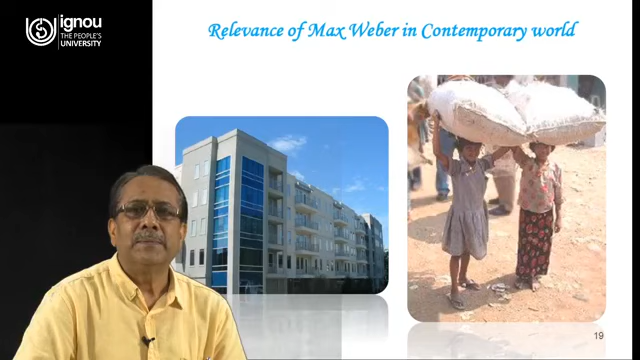 ignou
THE PEOPLE'S
UNIVERSITY
Relevance of Max Weber in Contemporary world
19